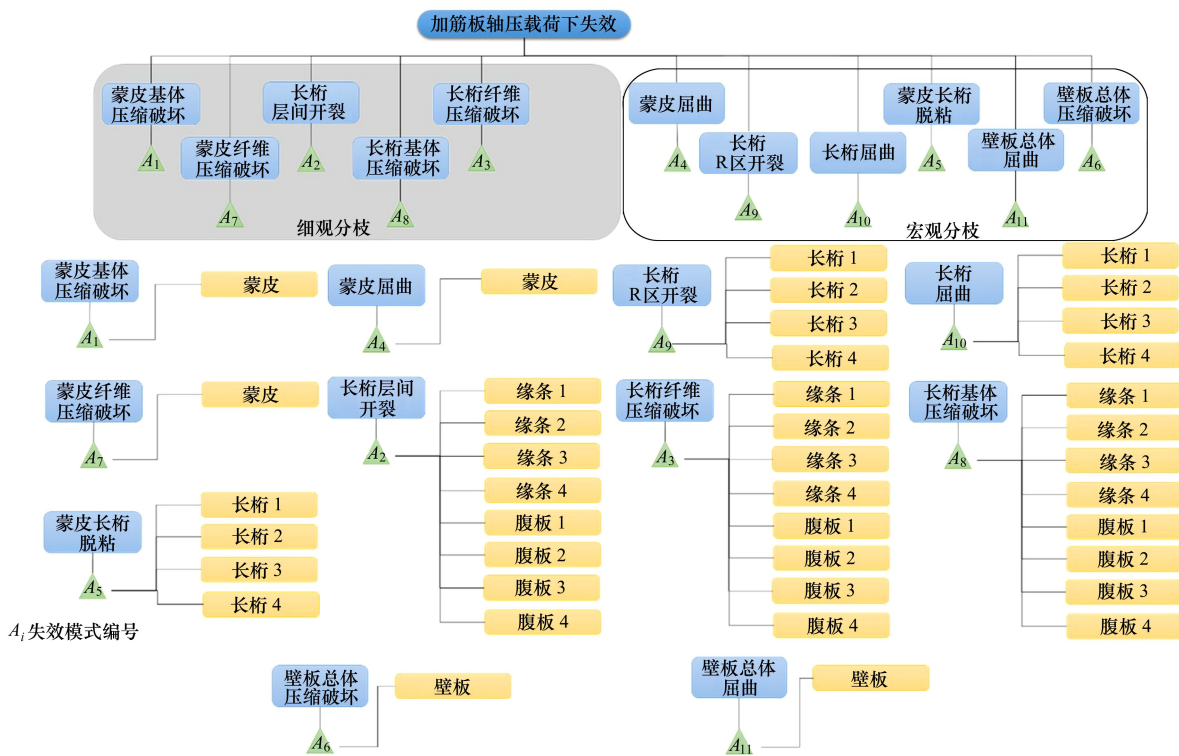 加筋板轴压载荷下失效
蒙皮基体
压缩破坏
A1
蒙皮纤维
压缩破坏
A7
长桁
层间开裂
A2
长桁基体
压缩破坏
A8
长桁纤维
压缩破坏
A3
细观分枝
蒙皮屈曲
A4
长桁
R区开裂
A9
长桁屈曲
A10
蒙皮长桁
脱粘
A5
壁板总体
屈曲
A11
壁板总体
压缩破坏
A6
宏观分枝
蒙皮基体
压缩破坏
A1
蒙皮
蒙皮屈曲
A4
蒙皮
长桁
R区开裂
A9
长桁 1
长桁 2
长桁 3
长桁 4
长桁
屈曲
A10
长桁 1
长桁 2
长桁 3
长桁 4
蒙皮纤维
压缩破坏
A7
蒙皮
长桁层间
开裂
A2
缘条 1
缘条 2
缘条 3
缘条 4
腹板 1
腹板 2
腹板 3
腹板 4
长桁纤维
压缩破坏
A3
缘条 1
缘条 2
缘条 3
缘条 4
腹板 1
腹板 2
腹板 3
腹板 4
长桁基体
压缩破坏
A8
缘条 1
缘条 2
缘条 3
缘条 4
腹板 1
腹板 2
腹板 3
腹板 4
蒙皮长桁
脱粘
A5
长桁 1
长桁 2
长桁 3
长桁 4
Ai 失效模式编号
壁板总体
压缩破坏
A6
壁板
壁板总体
屈曲
A11
壁板